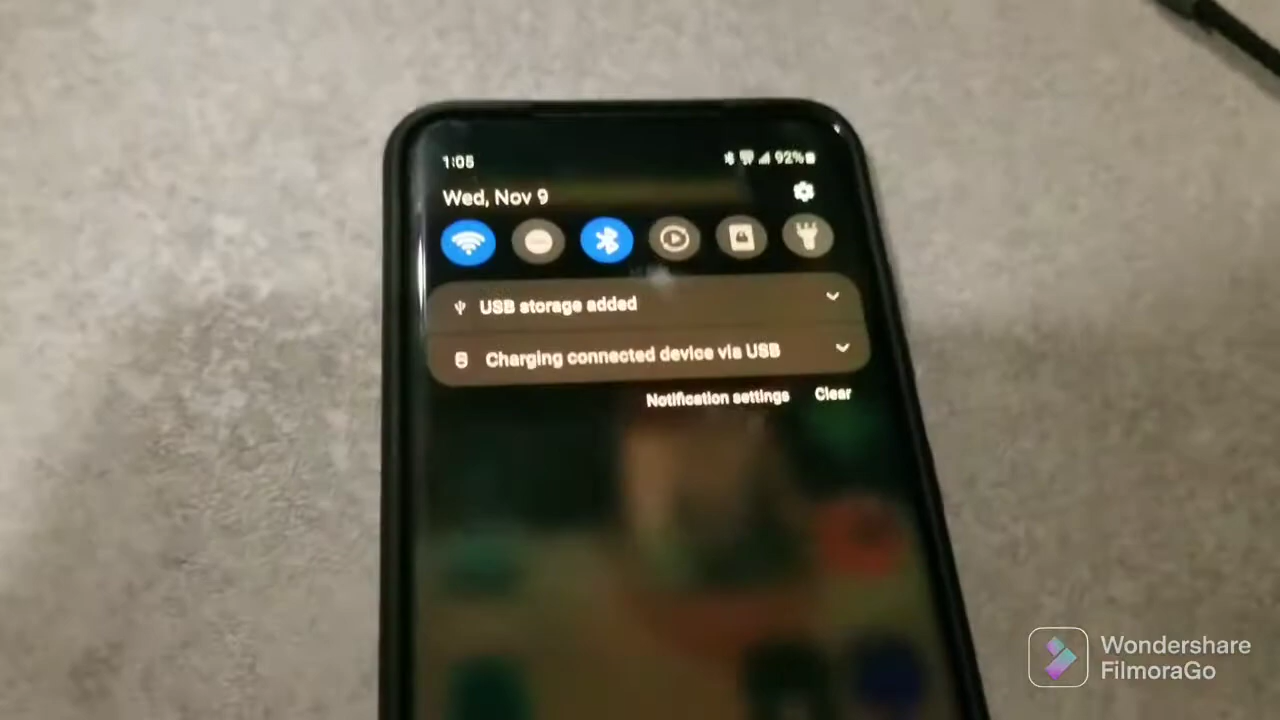 1:05
92%
Wed, Nov 9
USB storage added
Charging connected device via USB
Notification settings Clear
Wondershare
FilmoraGo